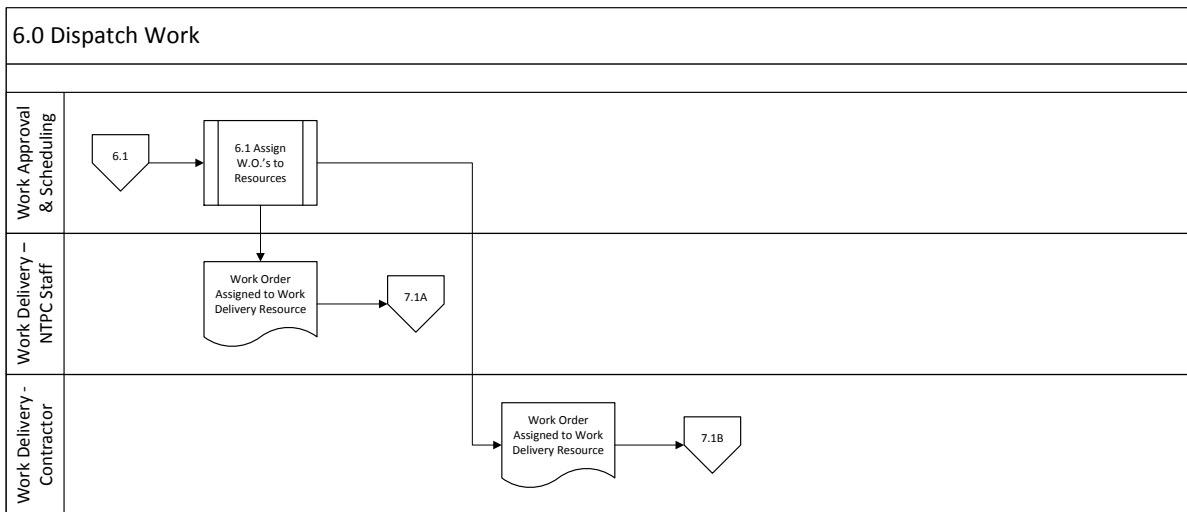 6.0 Dispatch Work
Work Approval
& Scheduling
6.1
6.1 Assign
W.O.'s to
Resources
Work Delivery –
NTPC Staff
Work Order
Assigned to Work
Delivery Resource
7.1A
Work Delivery -
Contractor
Work Order
Assigned to Work
Delivery Resource
7.1B